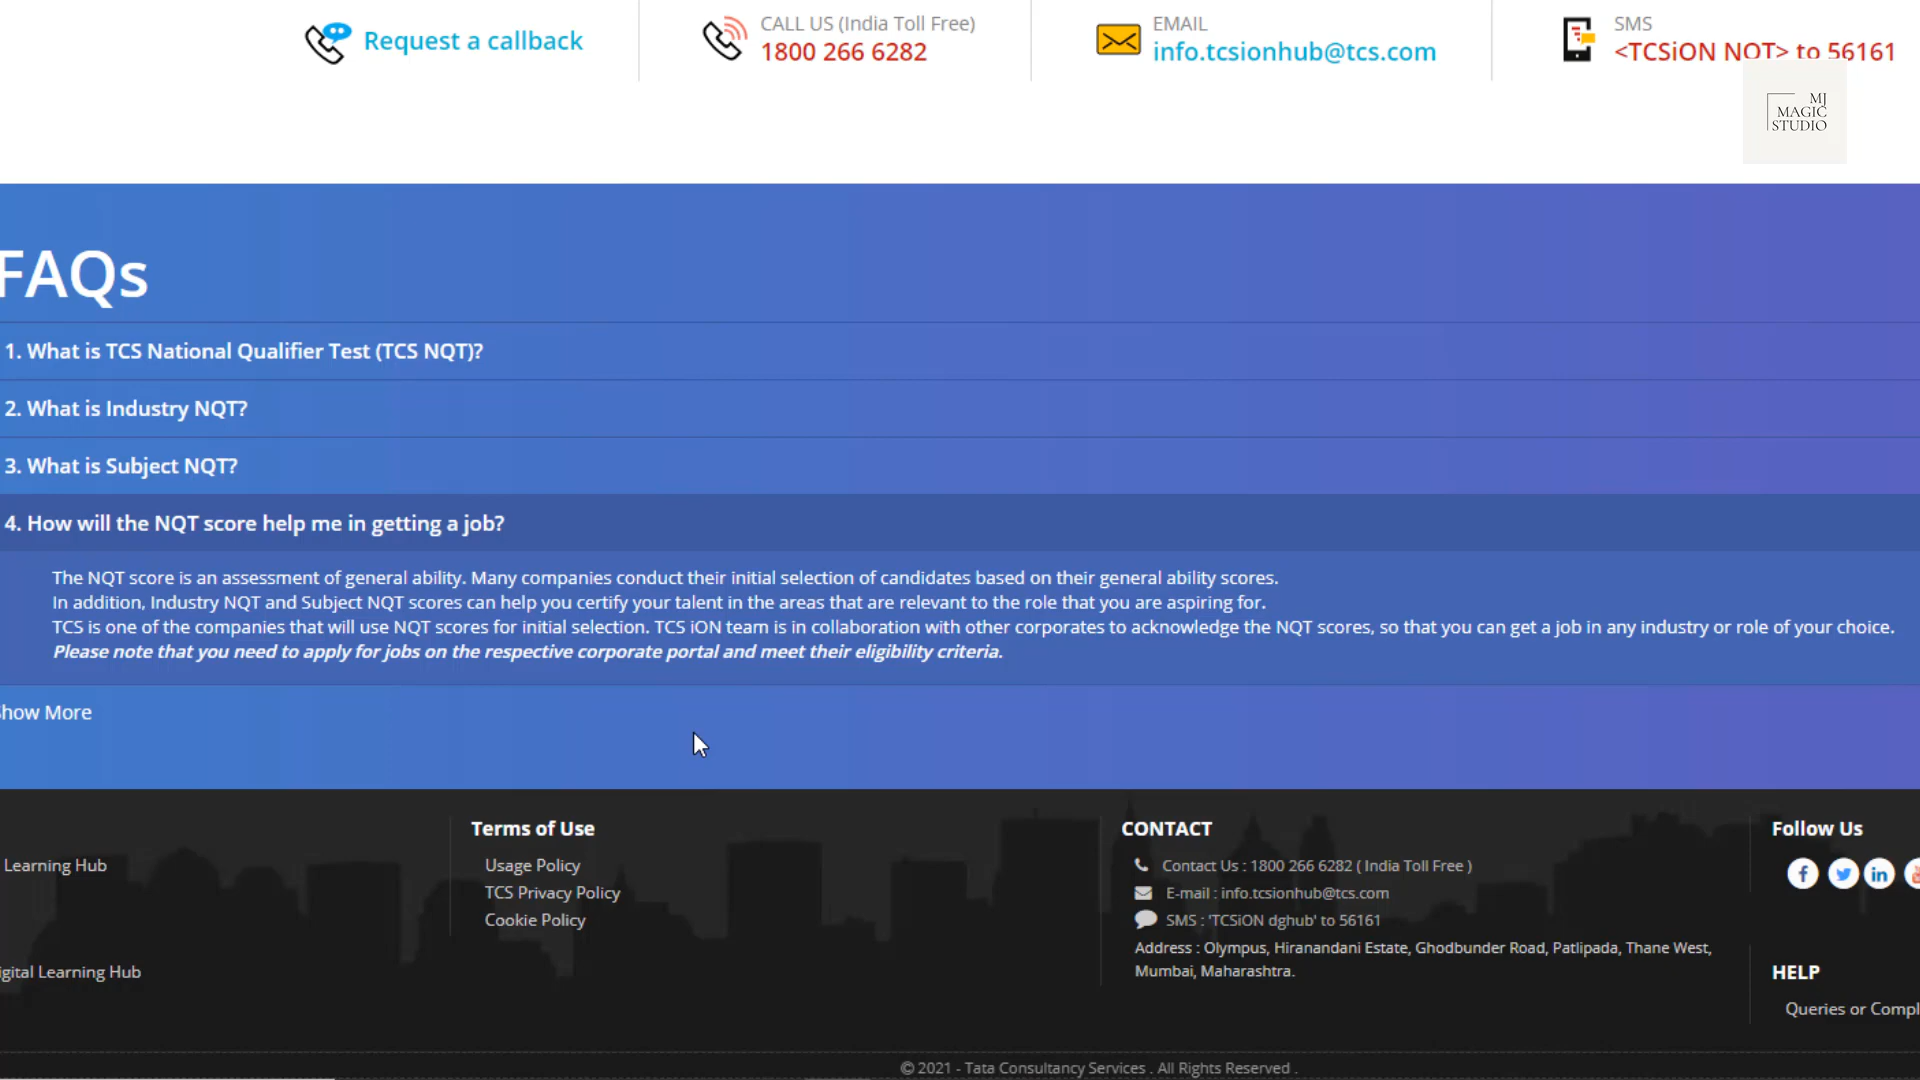 Request a callback
CALL US (India Toll Free)
1800 266 6282
EMAIL
info.tcsionhub@tcs.com
SMS
<TCSiON NQT> to 56161
MJ
MAGIC
STUDIO
FAQs
1. What is TCS National Qualifier Test (TCS NQT)?
2. What is Industry NQT?
3. What is Subject NQT?
4. How will the NQT score help me in getting a job?
The NQT score is an assessment of general ability. Many companies conduct their initial selection of candidates based on their general ability scores.
In addition, Industry NQT and Subject NQT scores can help you certify your talent in the areas that are relevant to the role that you are aspiring for.
TCS is one of the companies that will use NQT scores for initial selection. TCS iON team is in collaboration with other corporates to acknowledge the NQT scores, so that you can get a job in any industry or role of your choice.
Please note that you need to apply for jobs on the respective corporate portal and meet their eligibility criteria.
Show More
Learning Hub
igital Learning Hub
Terms of Use
Usage Policy
TCS Privacy Policy
Cookie Policy
CONTACT
Contact Us : 1800 266 6282 ( India Toll Free )
E-mail : info.tcsionhub@tcs.com
SMS : 'TCSiON dghub' to 56161
Address : Olympus, Hiranandani Estate, Ghodbunder Road, Patlipada, Thane West,
Mumbai, Maharashtra.
Follow Us
HELP
Queries or Compl
© 2021 - Tata Consultancy Services . All Rights Reserved .